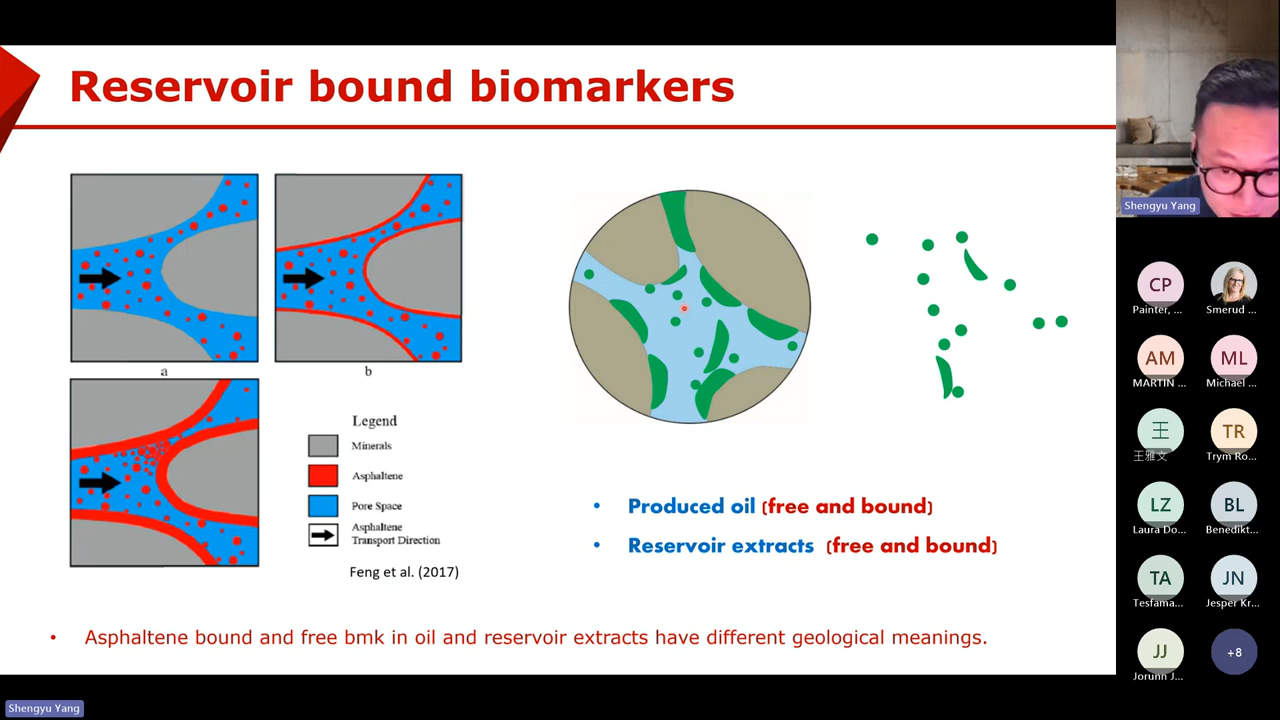 Reservoir bound biomarkers
a
b
Legend
Minerals
Asphaltene
Pore Space
Asphaltene
Transport Direction
Feng et al. (2017)
• Produced oil (free and bound)
• Reservoir extracts (free and bound)
• Asphaltene bound and free bmk in oil and reservoir extracts have different geological meanings.
Shengyu Yang
CP
Painter, ...
Smerud ...
AM
MARTIN ...
ML
Michael ...
王
王雅文
TR
Trym Ro...
LZ
Laura Do...
BL
Benedikt...
TA
Tesfama...
JN
Jesper Kr...
JJ
Jorunn J...
+8
Shengyu Yang